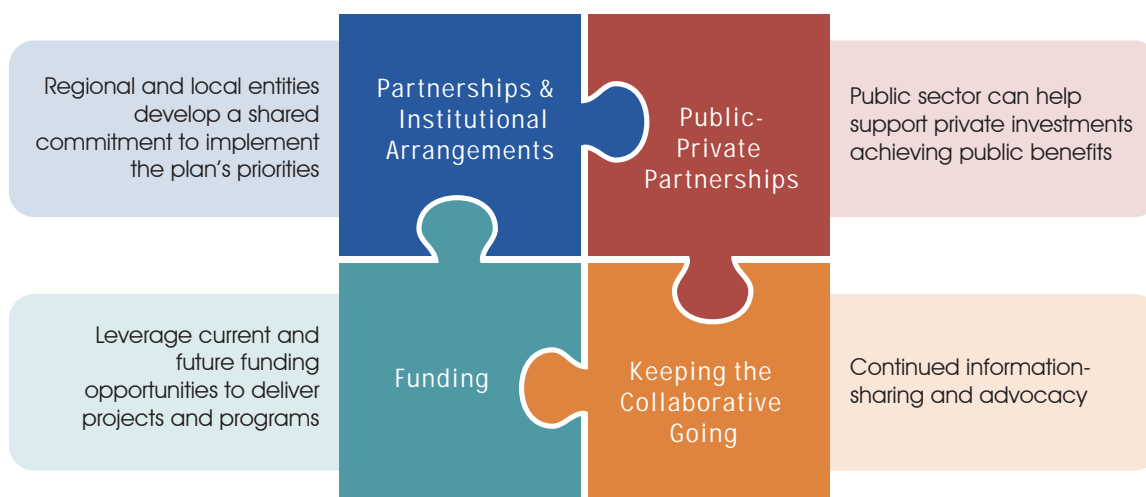 Regional and local entities
develop a shared
commitment to implement
the plan’s priorities
Partnerships &
Institutional
Arrangements
Public-
Private
Partnerships
Public sector can help
support private investments
achieving public benefits
Leverage current and
future funding
opportunities to deliver
projects and programs
Funding
Keeping the
Collaborative
Going
Continued information-
sharing and advocacy